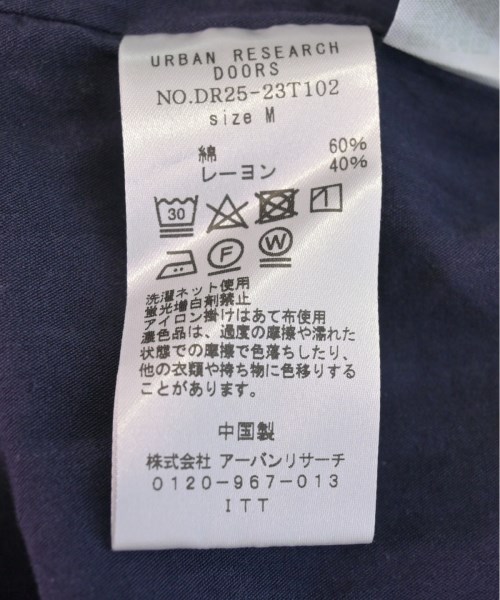 URBAN RESEARCH
DOORS
NO.DR25-23T102
size M
綿 60%
レーヨン 40%
30
F W
洗濯ネット使用
蛍光増白剤禁止
アイロン掛けはあて布使用
濃色品は、過度の摩擦や濡れた
状態での摩擦で色落ちしたり、
他の衣類や持ち物に色移りする
ことがあります。
中国製
株式会社 アーバンリサーチ
0120-967-013
ITT